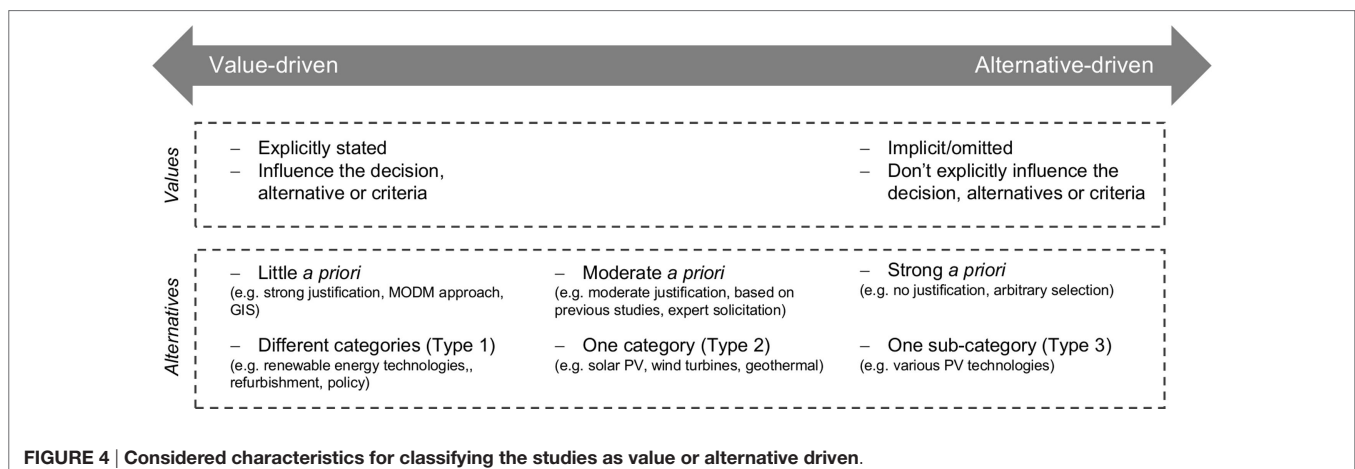 Value-driven Alternative-driven
Values
– Explicitly stated
– Influence the decision,
alternative or criteria
– Implicit/omitted
– Don't explicitly influence the
decision, alternatives or criteria
Alternatives
– Little a priori
(e.g. strong justification, MODM approach,
GIS)
– Moderate a priori
(e.g. moderate justification, based on
previous studies, expert solicitation)
– Strong a priori
(e.g. no justification, arbitrary selection)
– Different categories (Type 1)
(e.g. renewable energy technologies,,
refurbishment, policy)
– One category (Type 2)
(e.g. solar PV, wind turbines, geothermal)
– One sub-category (Type 3)
(e.g. various PV technologies)
FIGURE 4 | Considered characteristics for classifying the studies as value or alternative driven.